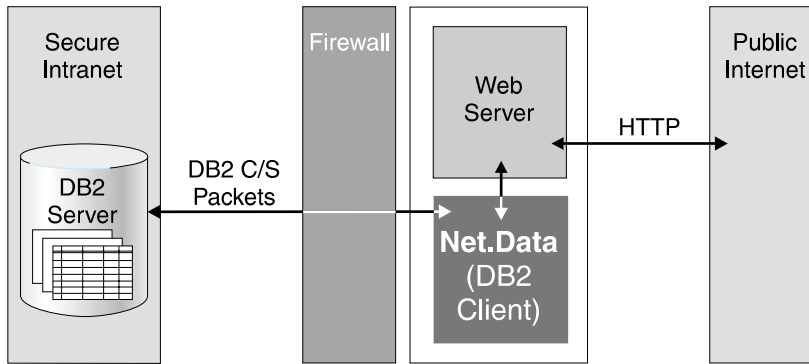 Secure
Intranet
DB2
Server
DB2 C/S
Packets
Firewall
Web
Server
Net.Data
(DB2
Client)
HTTP
Public
Internet